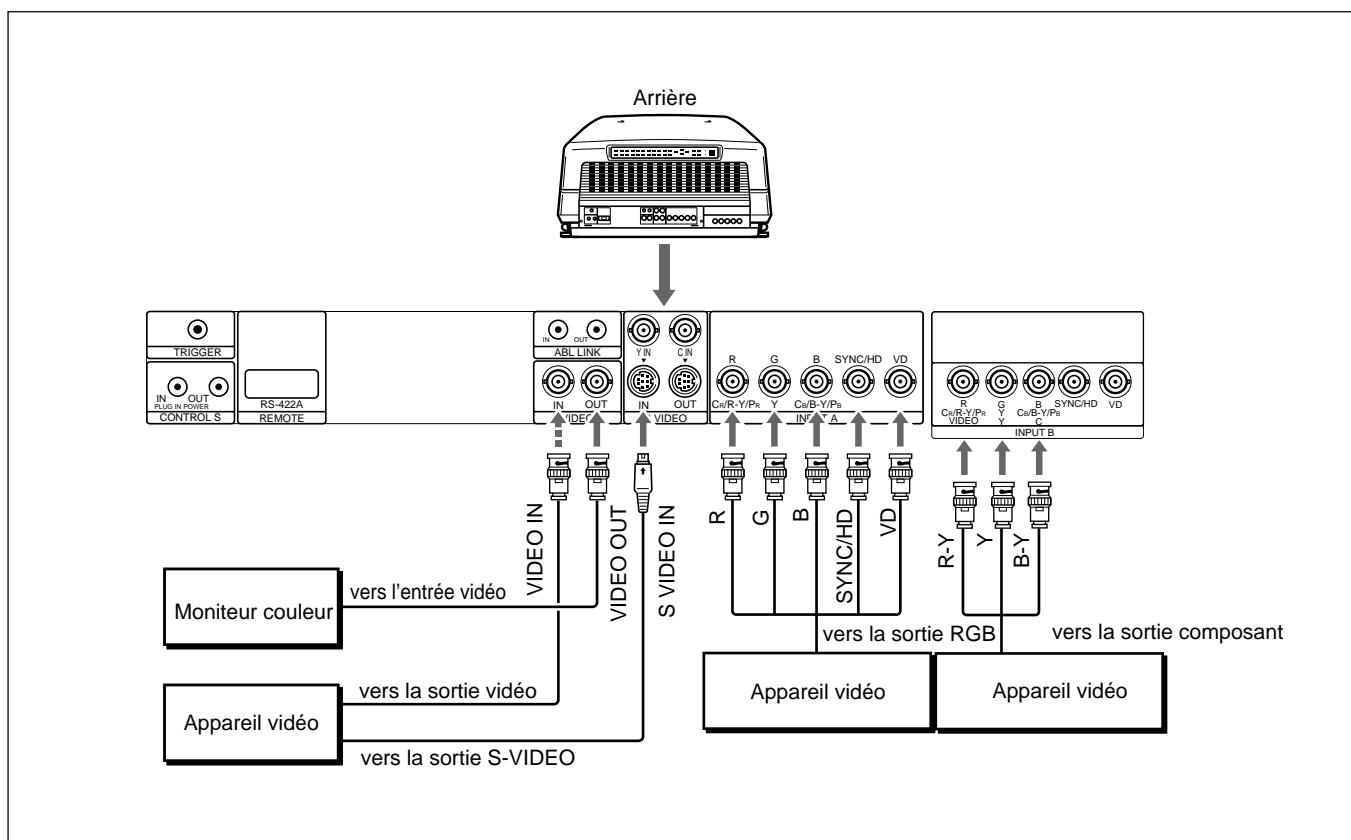 Arrière
TRIGGER
IN OUT
PLUG IN POWER
CONTROL S
RS-422A
REMOTE
IN OUT
ABL LINK
IN OUT
VIDEO
Y IN C IN
IN OUT
S VIDEO
R G B SYNC/HD VD
CR/R-Y/PR Y CB/B-Y/PB
INPUT A
R G B SYNC/HD VD
CR/R-Y/PR Y CB/B-Y/PB
VIDEO Y C
INPUT B
VIDEO IN
VIDEO OUT
S VIDEO IN
R
G
B
SYNC/HD
VD
R-Y
Y
B-Y
Moniteur couleur
vers l'entrée vidéo
Appareil vidéo
vers la sortie vidéo
vers la sortie S-VIDEO
vers la sortie RGB
Appareil vidéo
vers la sortie composant
Appareil vidéo